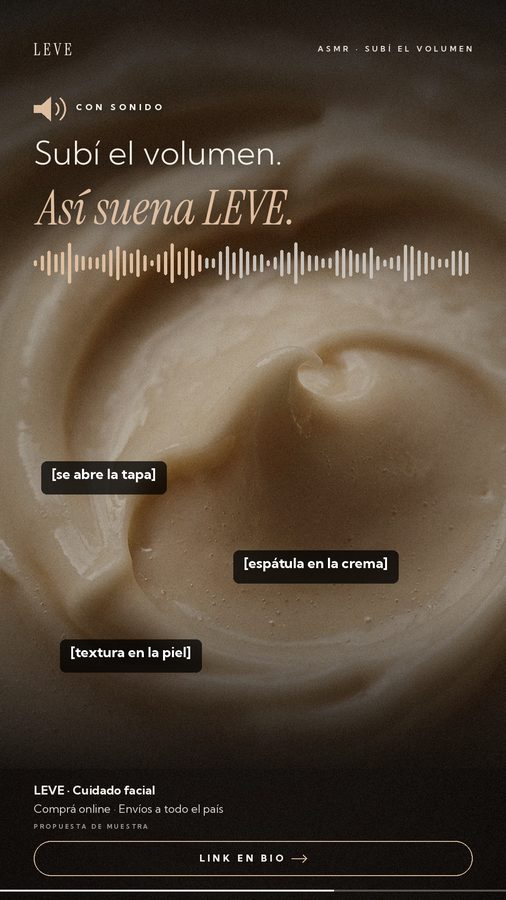 LEVE
ASMR · SUBÍ EL VOLUMEN
CON SONIDO
Subí el volumen.
Así suena LEVE.
[se abre la tapa]
[espátula en la crema]
[textura en la piel]
LEVE · Cuidado facial
Comprá online · Envíos a todo el país
PROPUESTA DE MUESTRA
LINK EN BIO →